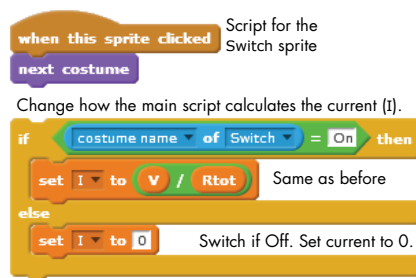 when this sprite clicked
Script for the
Switch sprite
next costume
Change how the main script calculates the current (I).
if costume name of Switch = On then
set I to V / Rtot Same as before
else
set I to 0 Switch if Off. Set current to 0.